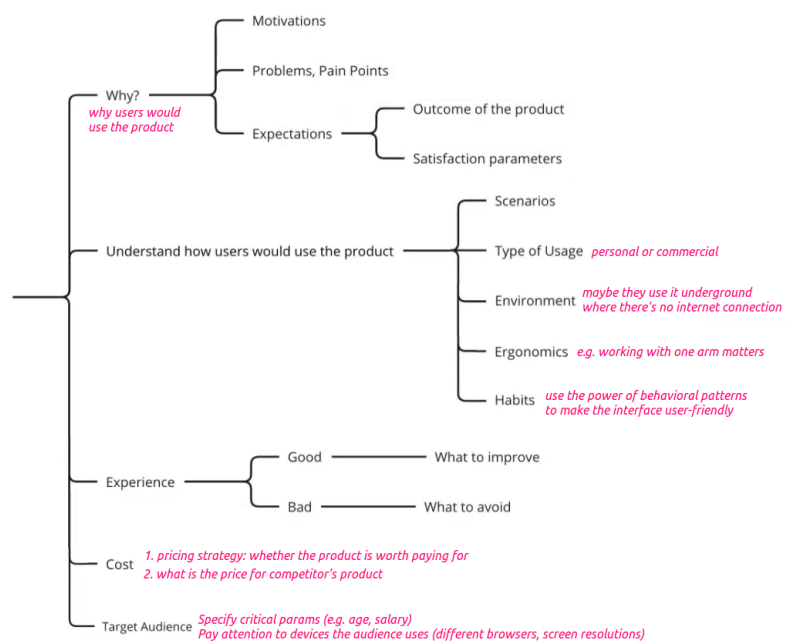 Motivations
Problems, Pain Points
Why?
why users would
use the product
Expectations
Outcome of the product
Satisfaction parameters
Understand how users would use the product
Scenarios
Type of Usage personal or commercial
Environment maybe they use it underground
where there's no internet connection
Ergonomics e.g. working with one arm matters
Habits use the power of behavioral patterns
to make the interface user-friendly
Experience
Good What to improve
Bad What to avoid
Cost 1. pricing strategy: whether the product is worth paying for
2. what is the price for competitor's product
Target Audience Specify critical params (e.g. age, salary)
Pay attention to devices the audience uses (different browsers, screen resolutions)